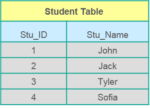 Student Table
Stu_ID Stu_Name
1 John
2 Jack
3 Tyler
4 Sofia